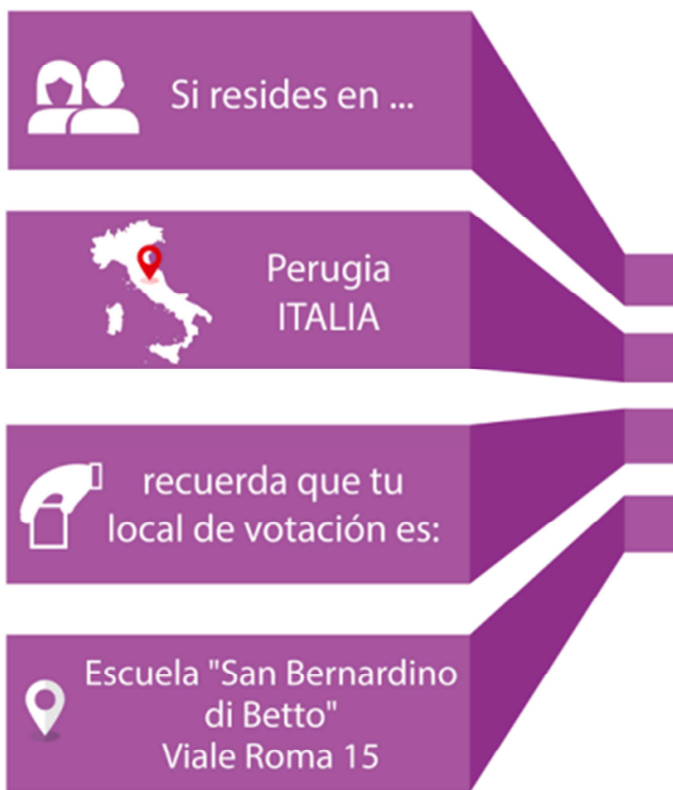 Si resides en ...
Perugia
ITALIA
recuerda que tu
local de votación es:
Escuela "San Bernardino
di Betto"
Viale Roma 15